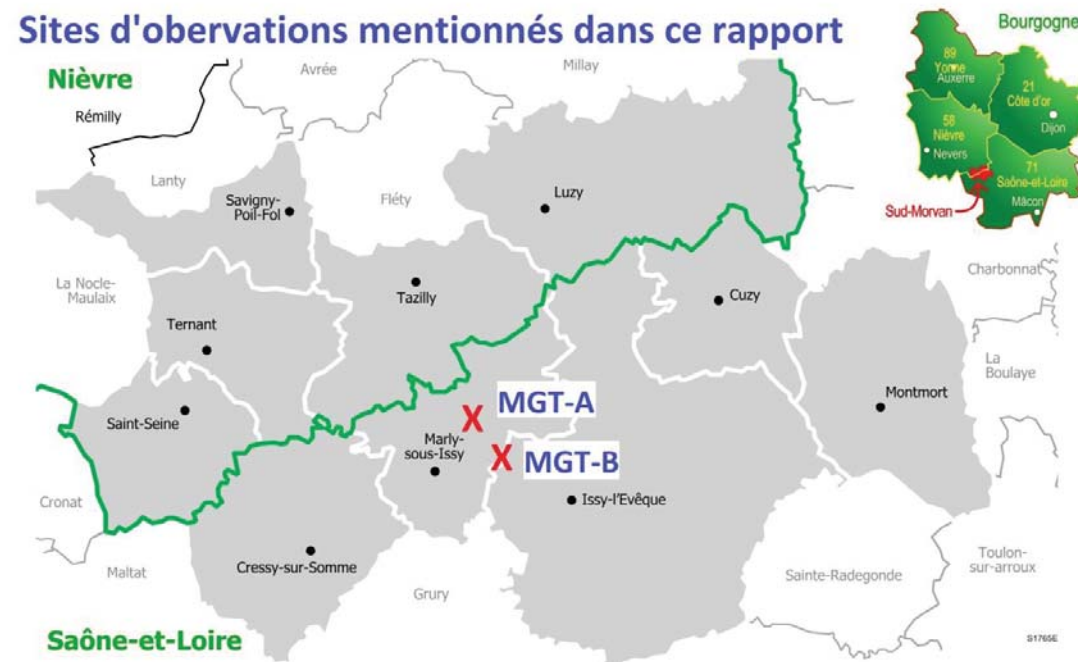 Sites d'obervations mentionnés dans ce rapport
Bourgogne
Nièvre
Avrée
Millay
Rémilly
89
Yonne
Auxerre
21
Côte d'or
Dijon
58
Nièvre
Nevers
71
Saône-et-Loire
Mâcon
Sud-Morvan
Lanty
Savigny-
Poil-Fol
Fléty
Luzy
La Nocle-
Maulaix
Tazilly
Cuzy
Charbonnat
Ternant
La
Boulaye
Saint-Seine
X MGT-A
Montmort
Marly-
sous-Issy
X MGT-B
Issy-l'Evêque
Cronat
Cressy-sur-Somme
Maltat
Grury
Sainte-Radegonde
Toulon-
sur-arroux
Saône-et-Loire
S1765E